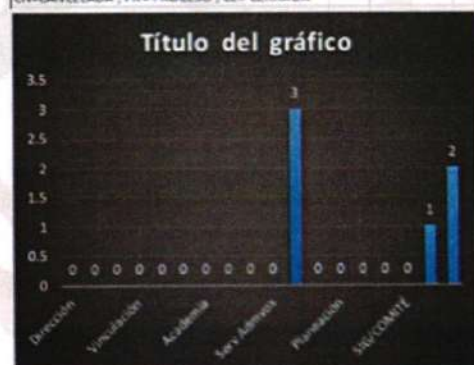 Título del gráfico
3.5
3
2.5
2
1.5
1
0.5
0
0 0 0 0 0 0 0 0 0 0 3 0 0 0 0 0 1 2
Dirección
Vinculación
Academia
Planeación
SIG/COMITÉ